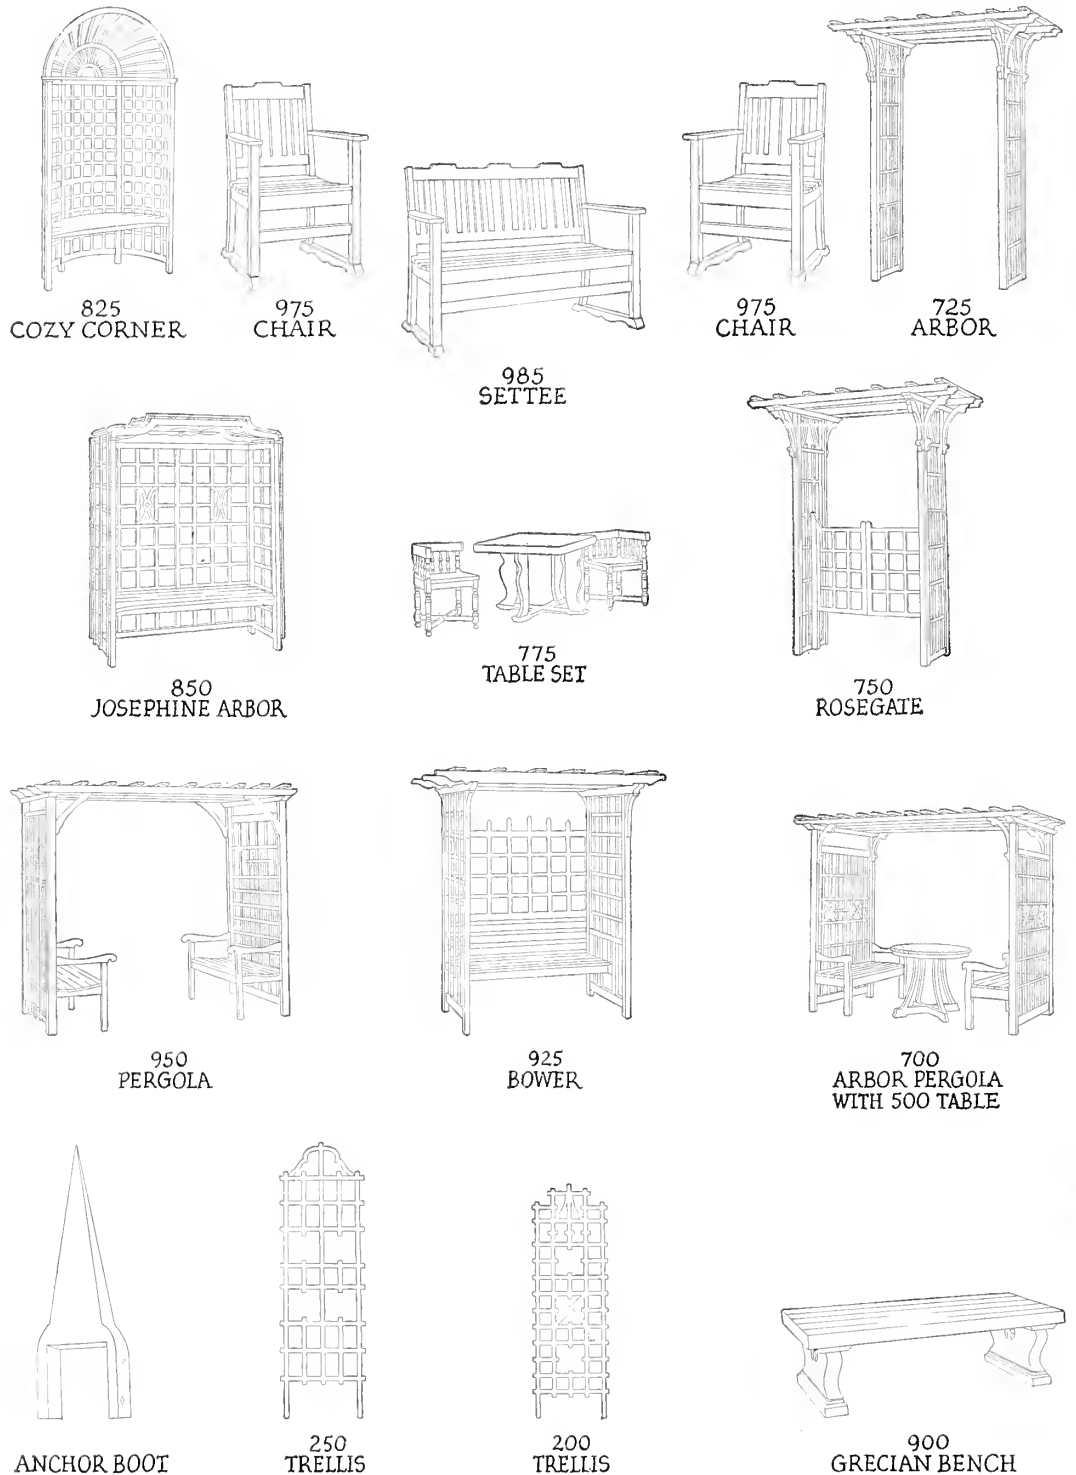 825
COZY CORNER
975
CHAIR
985
SETTEE
975
CHAIR
725
ARBOR
850
JOSEPHINE ARBOR
775
TABLE SET
750
ROSEGATE
950
PERGOLA
925
BOWER
700
ARBOR PERGOLA
WITH 500 TABLE
ANCHOR BOOT
250
TRELLIS
200
TRELLIS
900
GRECIAN BENCH